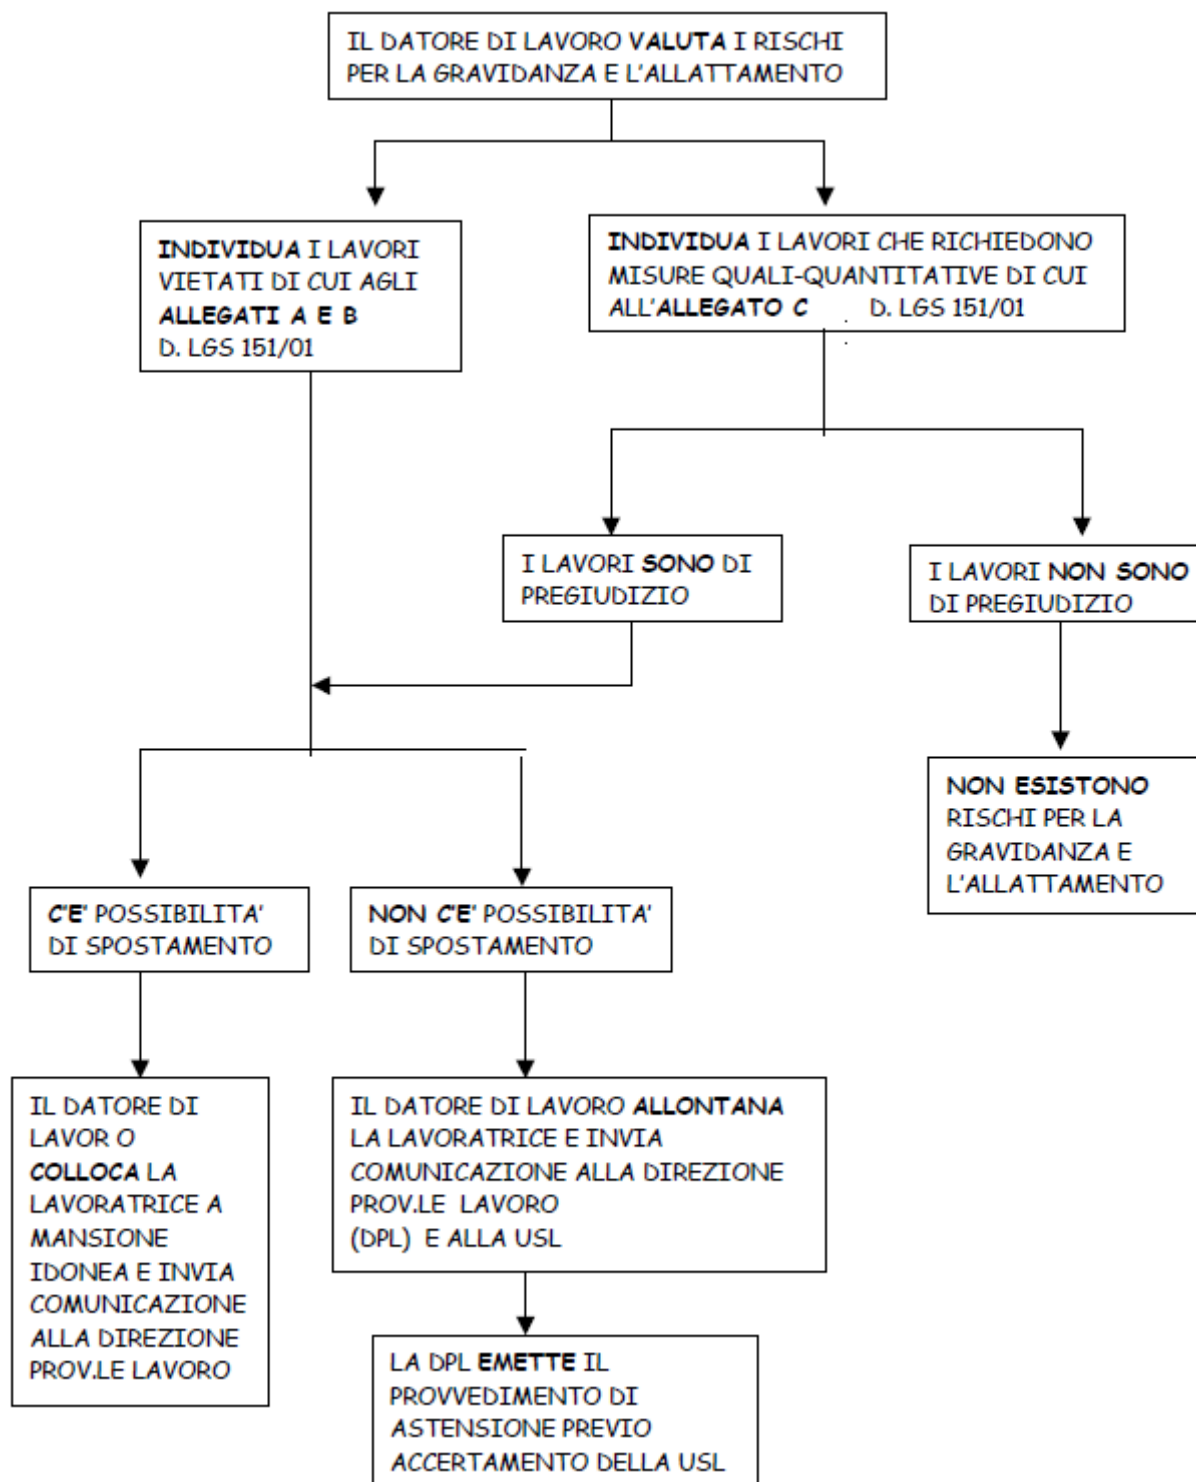 IL DATORE DI LAVORO VALUTA I RISCHI
PER LA GRAVIDANZA E L'ALLATTAMENTO
INDIVIDUA I LAVORI
VIETATI DI CUI AGLI
ALLEGATI A E B
D. LGS 151/01
INDIVIDUA I LAVORI CHE RICHIEDONO
MISURE QUALI-QUANTITATIVE DI CUI
ALL'ALLEGATO C D. LGS 151/01
I LAVORI SONO DI
PREGIUDIZIO
I LAVORI NON SONO
DI PREGIUDIZIO
NON ESISTONO
RISCHI PER LA
GRAVIDANZA E
L'ALLATTAMENTO
C'E' POSSIBILITA'
DI SPOSTAMENTO
NON C'E' POSSIBILITA'
DI SPOSTAMENTO
IL DATORE DI
LAVOR O
COLLOCA LA
LAVORATRICE A
MANSIONE
IDONEA E INVIA
COMUNICAZIONE
ALLA DIREZIONE
PROV.LE LAVORO
IL DATORE DI LAVORO ALLONTANA
LA LAVORATRICE E INVIA
COMUNICAZIONE ALLA DIREZIONE
PROV.LE LAVORO
(DPL) E ALLA USL
LA DPL EMETTE IL
PROVVEDIMENTO DI
ASTENSIONE PREVIO
ACCERTAMENTO DELLA USL